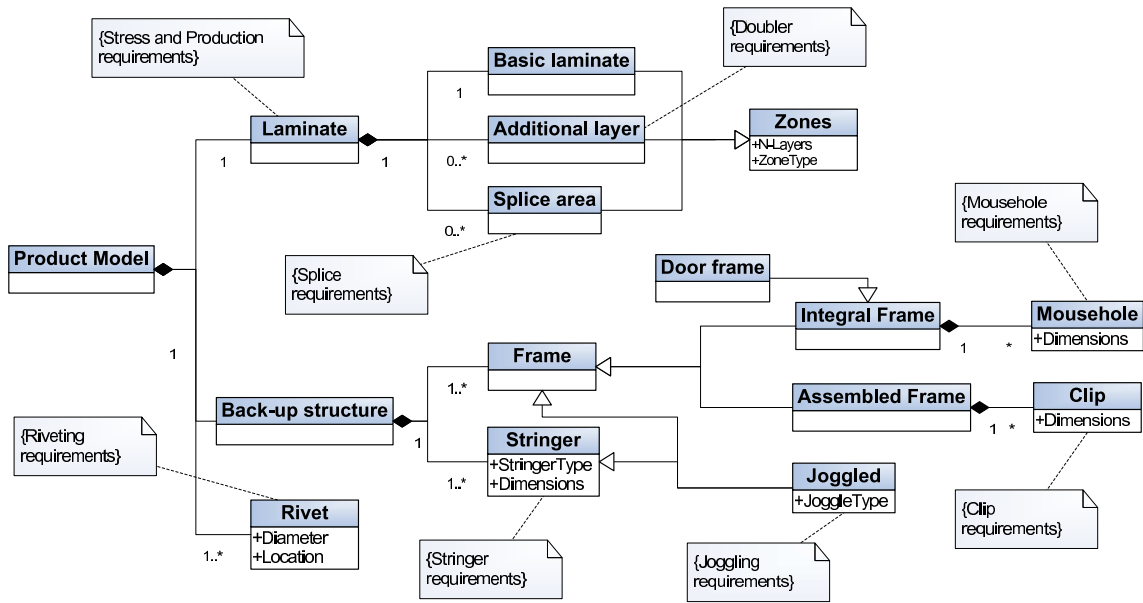 {Stress and Production
requirements}
{Doubler
requirements}
Basic laminate
1
Laminate
1
1
Additional layer
0..*
Zones
+N-Layers
+ZoneType
Splice area
0..*
{Mousehole
requirements}
Product Model
{Splice
requirements}
Door frame
Integral Frame
1
*
Mousehole
+Dimensions
1
Frame
1..*
Back-up structure
1
Assembled Frame
1
*
Clip
+Dimensions
{Riveting
requirements}
Stringer
+StringerType
+Dimensions
1..*
Joggled
+JoggleType
Rivet
+Diameter
+Location
1..*
{Stringer
requirements}
{Joggling
requirements}
{Clip
requirements}